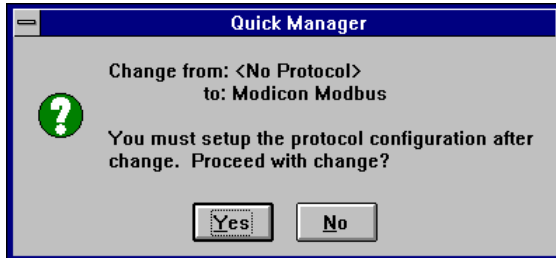 Quick Manager
Change from: <No Protocol>
to: Modicon Modbus
You must setup the protocol configuration after
change. Proceed with change?
Yes No